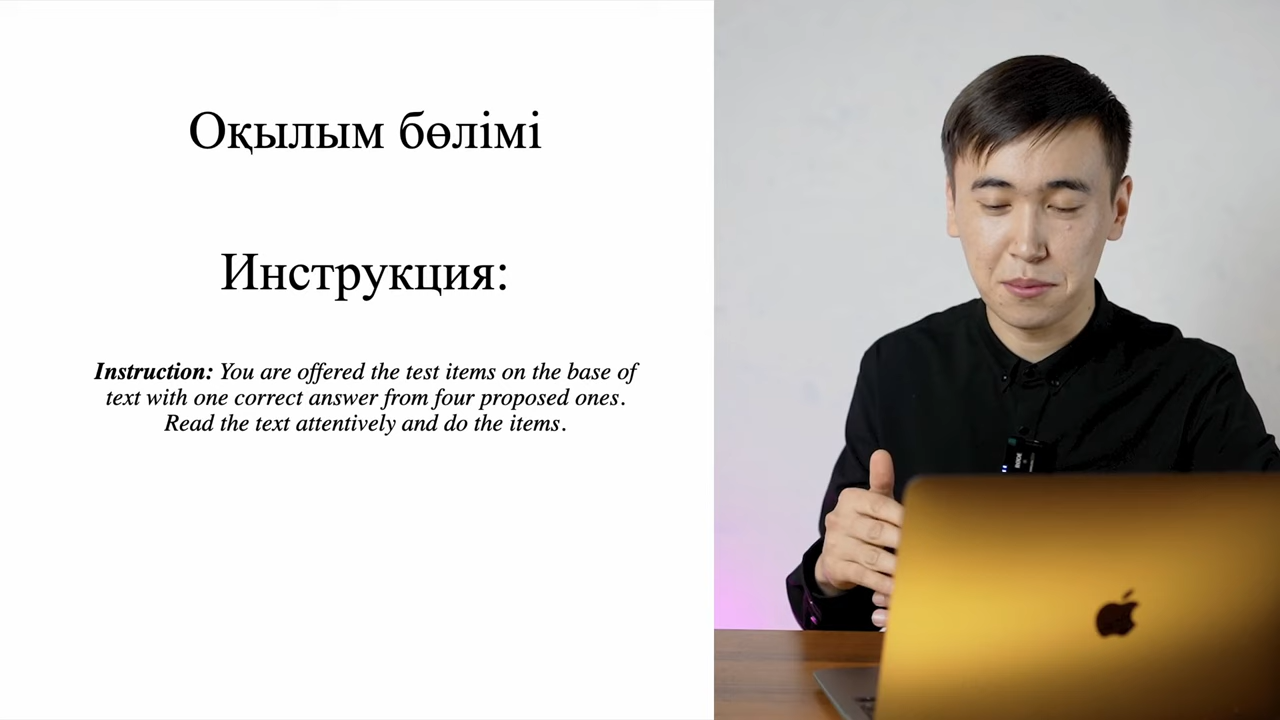 Оқылым бөлімі
Инструкция:
Instruction: You are offered the test items on the base of
text with one correct answer from four proposed ones.
Read the text attentively and do the items.